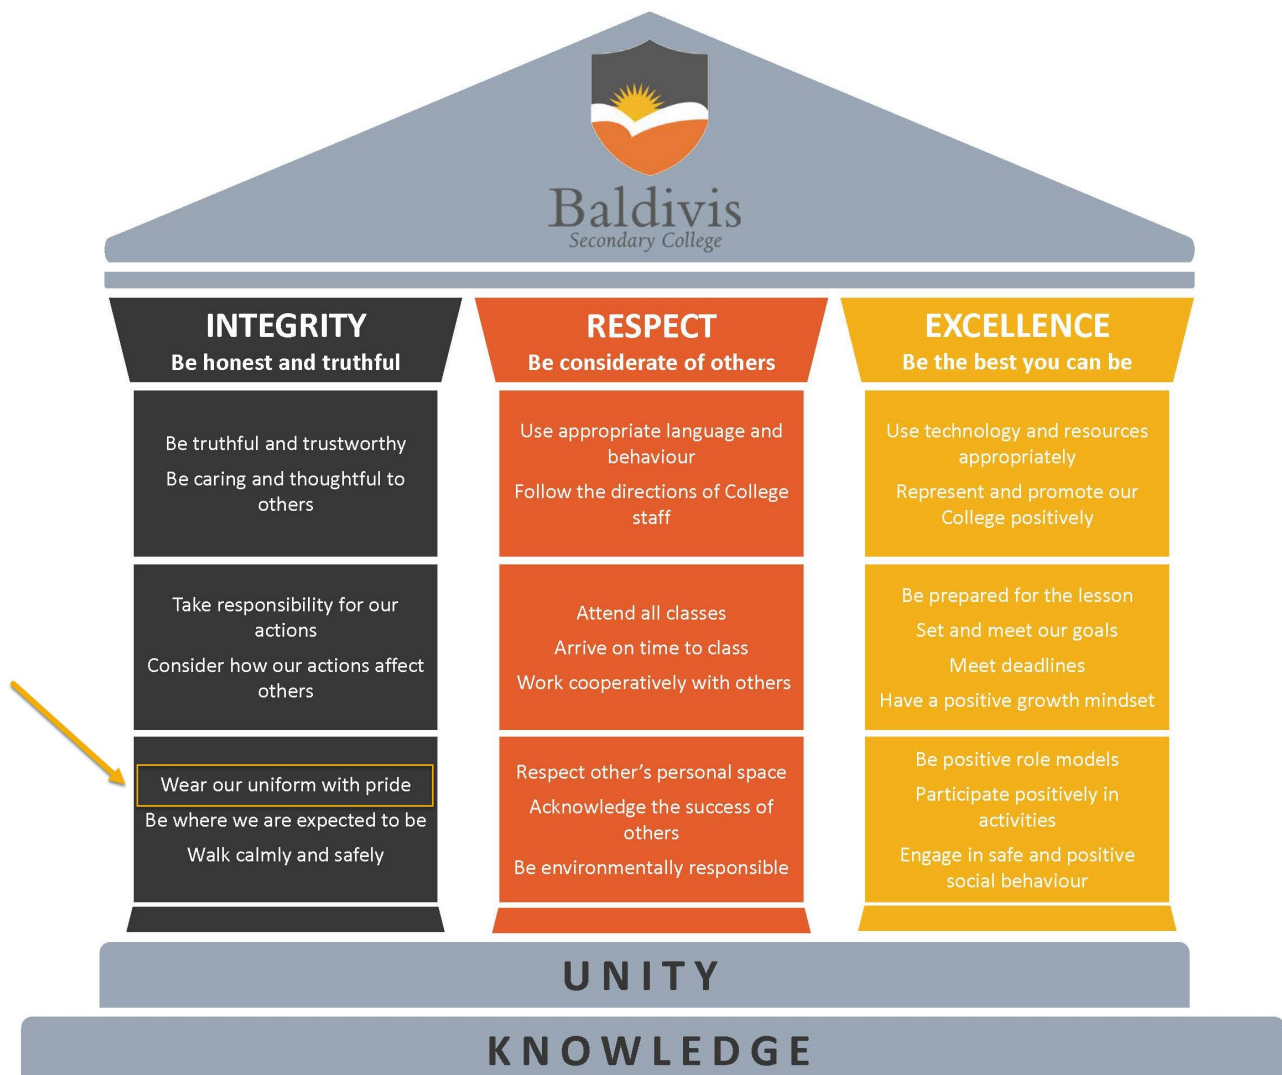 Baldivis
Secondary College
INTEGRITY
Be honest and truthful
Be truthful and trustworthy
Be caring and thoughtful to
others
Take responsibility for our
actions
Consider how our actions affect
others
Wear our uniform with pride
Be where we are expected to be
Walk calmly and safely
RESPECT
Be considerate of others
Use appropriate language and
behaviour
Follow the directions of College
staff
Attend all classes
Arrive on time to class
Work cooperatively with others
Respect other's personal space
Acknowledge the success of
others
Be environmentally responsible
EXCELLENCE
Be the best you can be
Use technology and resources
appropriately
Represent and promote our
College positively
Be prepared for the lesson
Set and meet our goals
Meet deadlines
Have a positive growth mindset
Be positive role models
Participate positively in
activities
Engage in safe and positive
social behaviour
UNITY
KNOWLEDGE